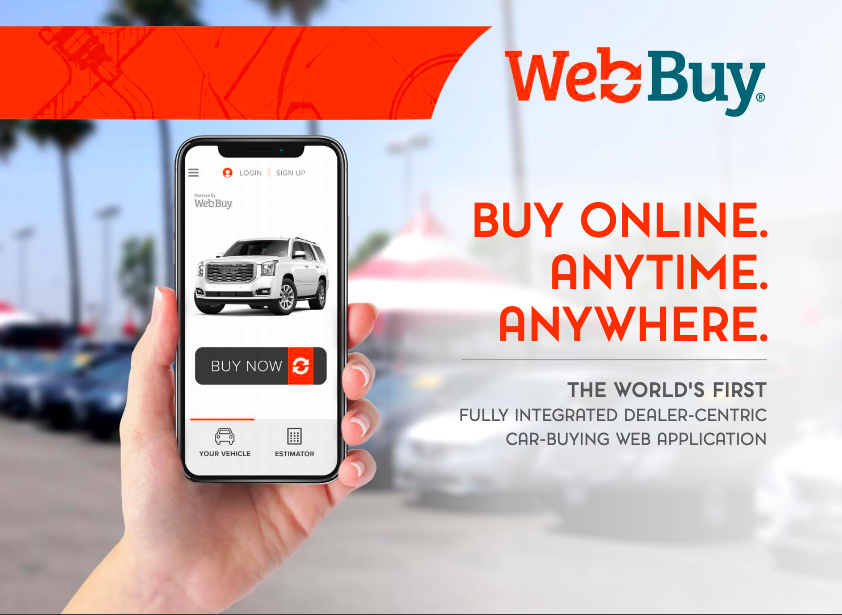 WebBuy®
LOGIN | SIGN UP
Powered By
WebBuy
BUY NOW
YOUR VEHICLE
ESTIMATOR
BUY ONLINE.
ANYTIME.
ANYWHERE.
THE WORLD'S FIRST
FULLY INTEGRATED DEALER-CENTRIC
CAR-BUYING WEB APPLICATION